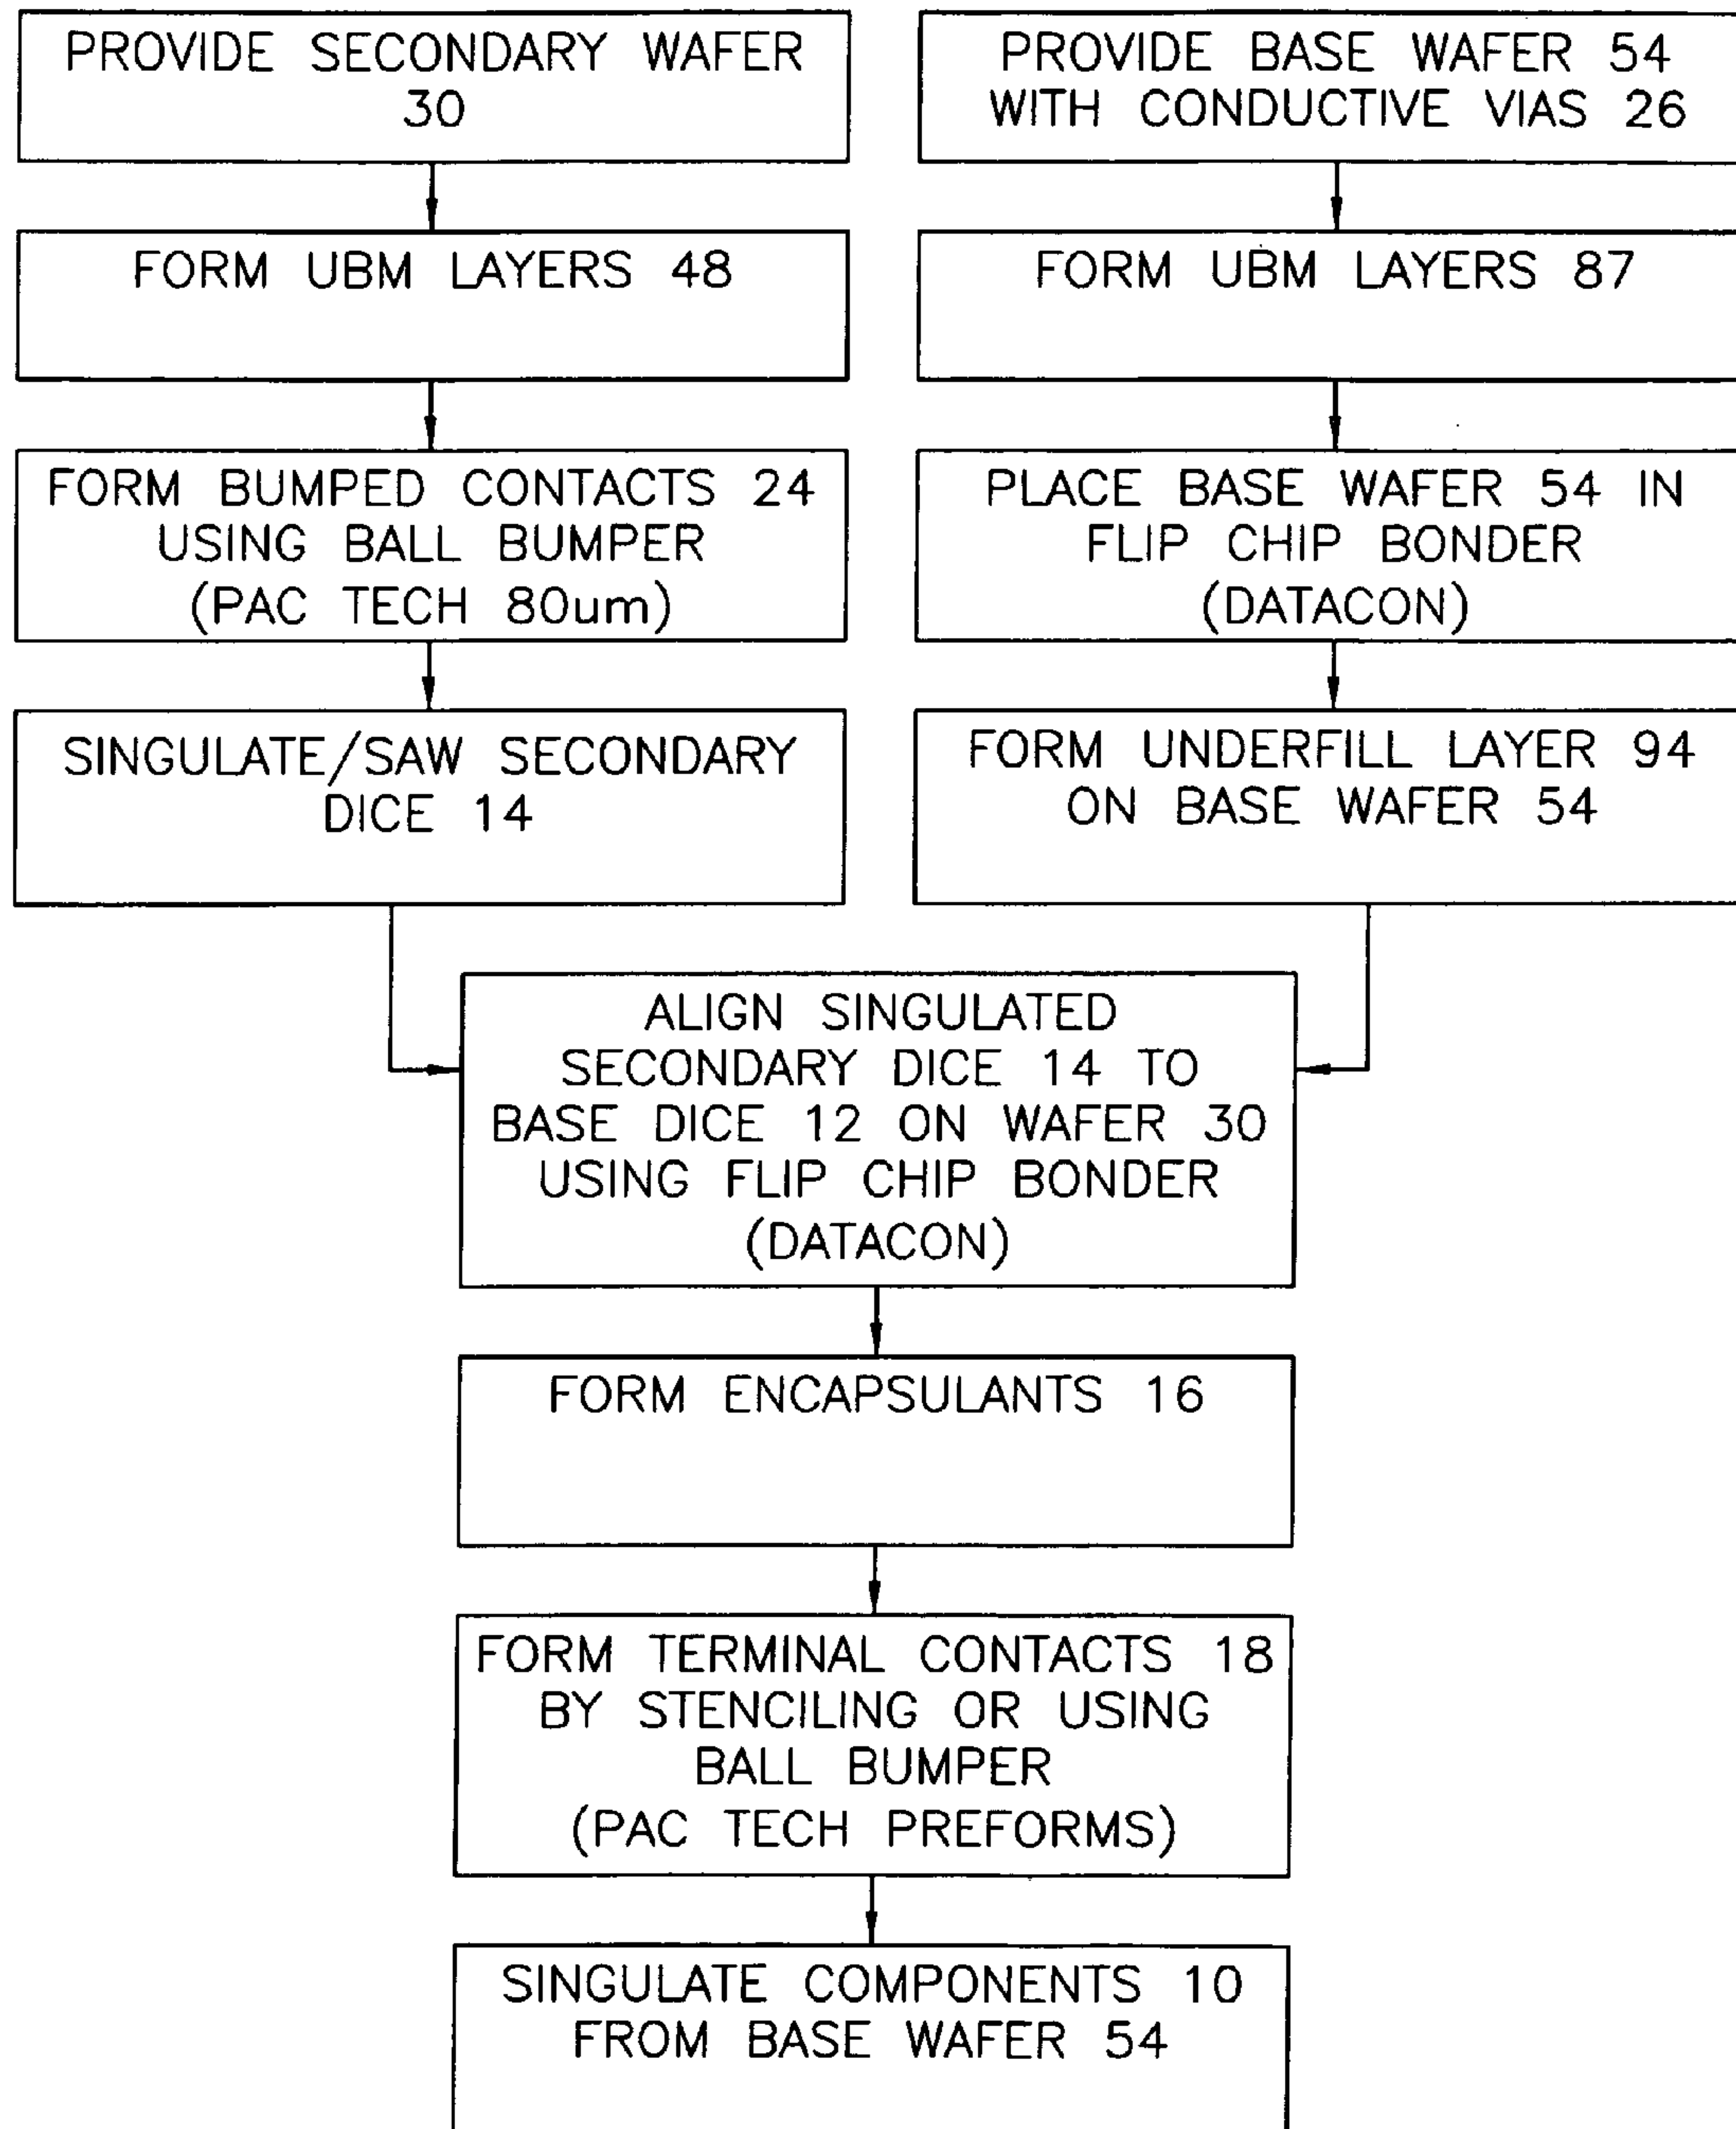 PROVIDE SECONDARY WAFER
30
FORM UBM LAYERS 48
FORM BUMPED CONTACTS 24
USING BALL BUMPER
(PAC TECH 80um)
SINGULATE/SAW SECONDARY
DICE 14
PROVIDE BASE WAFER 54
WITH CONDUCTIVE VIAS 26
FORM UBM LAYERS 87
PLACE BASE WAFER 54 IN
FLIP CHIP BONDER
(DATACON)
FORM UNDERFILL LAYER 94
ON BASE WAFER 54
ALIGN SINGULATED
SECONDARY DICE 14 TO
BASE DICE 12 ON WAFER 30
USING FLIP CHIP BONDER
(DATACON)
FORM ENCAPSULANTS 16
FORM TERMINAL CONTACTS 18
BY STENCILING OR USING
BALL BUMPER
(PAC TECH PREFORMS)
SINGULATE COMPONENTS 10
FROM BASE WAFER 54